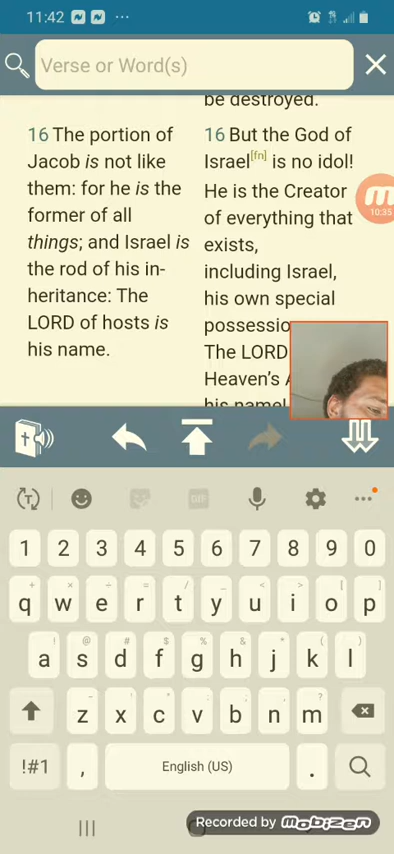 11:42
Verse or Word(s)
be destroyed.
16 The portion of
Jacob is not like
them: for he is the
former of all
things; and Israel is
the rod of his in-
heritance: The
LORD of hosts is
his name.
16 But the God of
Israel[fn] is no idol!
He is the Creator
of everything that
exists,
including Israel,
his own special
The LORD
Heaven's
his name!
10:35
GIF
1 2 3 4 5 6 7 8 9 0
q w e r t y u i o p
a s d f g h j k l
z x c v b n m
!#1 , English (US) .
Recorded by mobizen